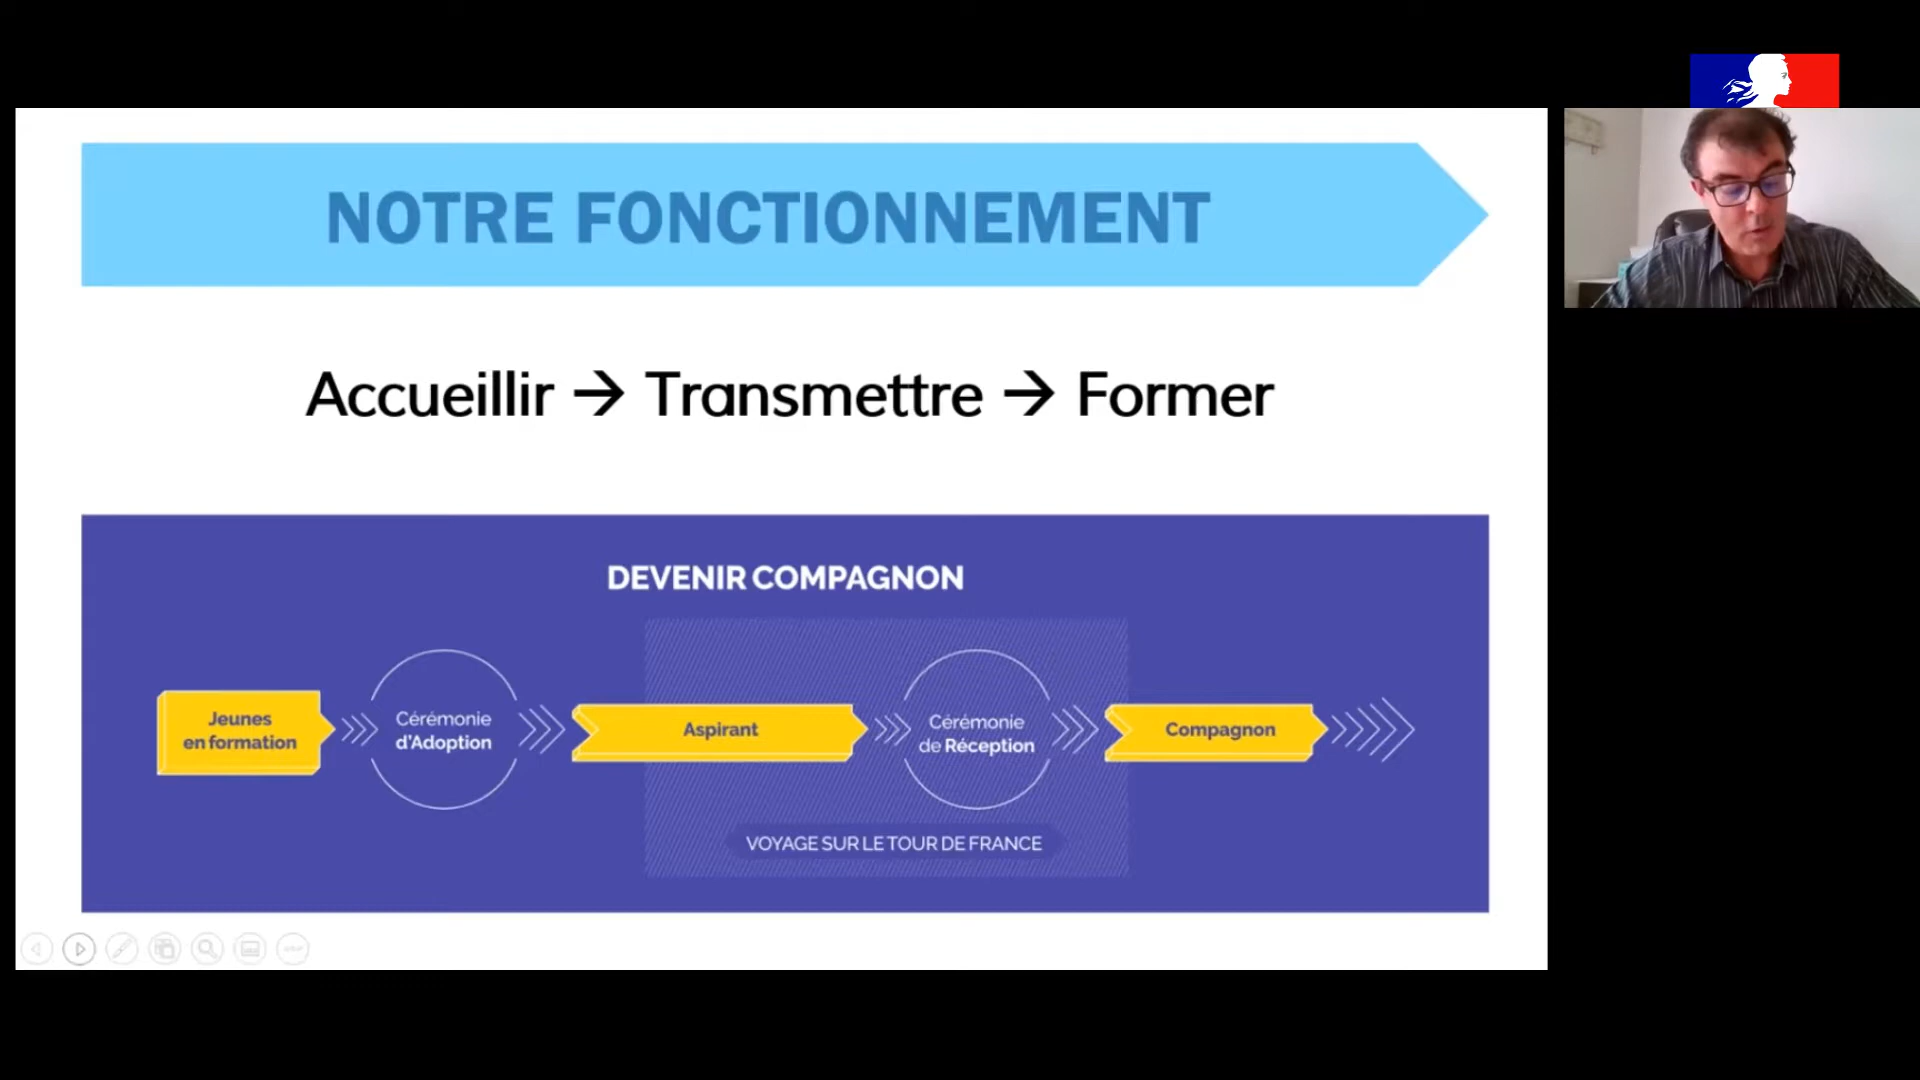 NOTRE FONCTIONNEMENT
Accueillir → Transmettre → Former
DEVENIR COMPAGNON
Jeunes
en formation
Cérémonie
d'Adoption
Aspirant
Cérémonie
de Réception
Compagnon
VOYAGE SUR LE TOUR DE FRANCE